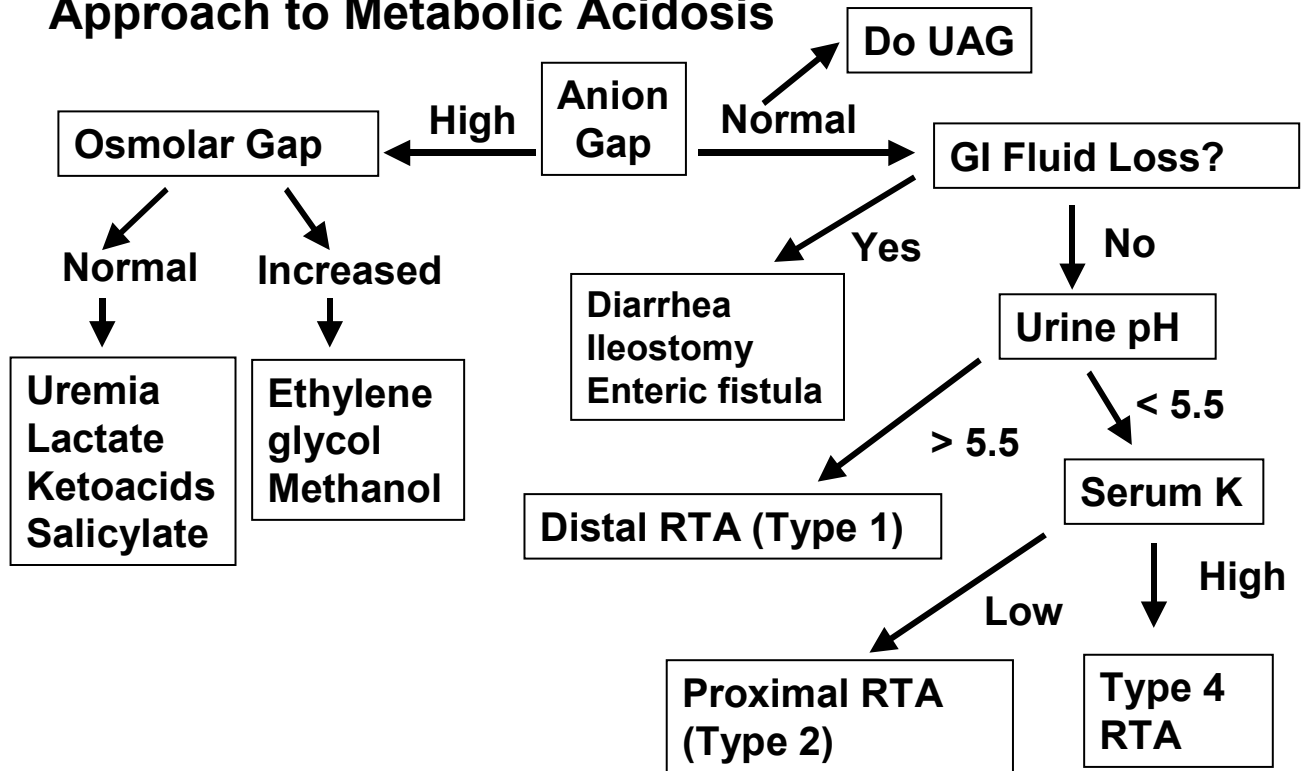 Approach to Metabolic Acidosis
Do UAG
Anion
Gap
High
Normal
Osmolar Gap
GI Fluid Loss?
Normal
Increased
Yes
No
Uremia
Lactate
Ketoacids
Salicylate
Ethylene
glycol
Methanol
Diarrhea
Ileostomy
Enteric fistula
Urine pH
> 5.5
< 5.5
Distal RTA (Type 1)
Serum K
Low
High
Proximal RTA
(Type 2)
Type 4
RTA